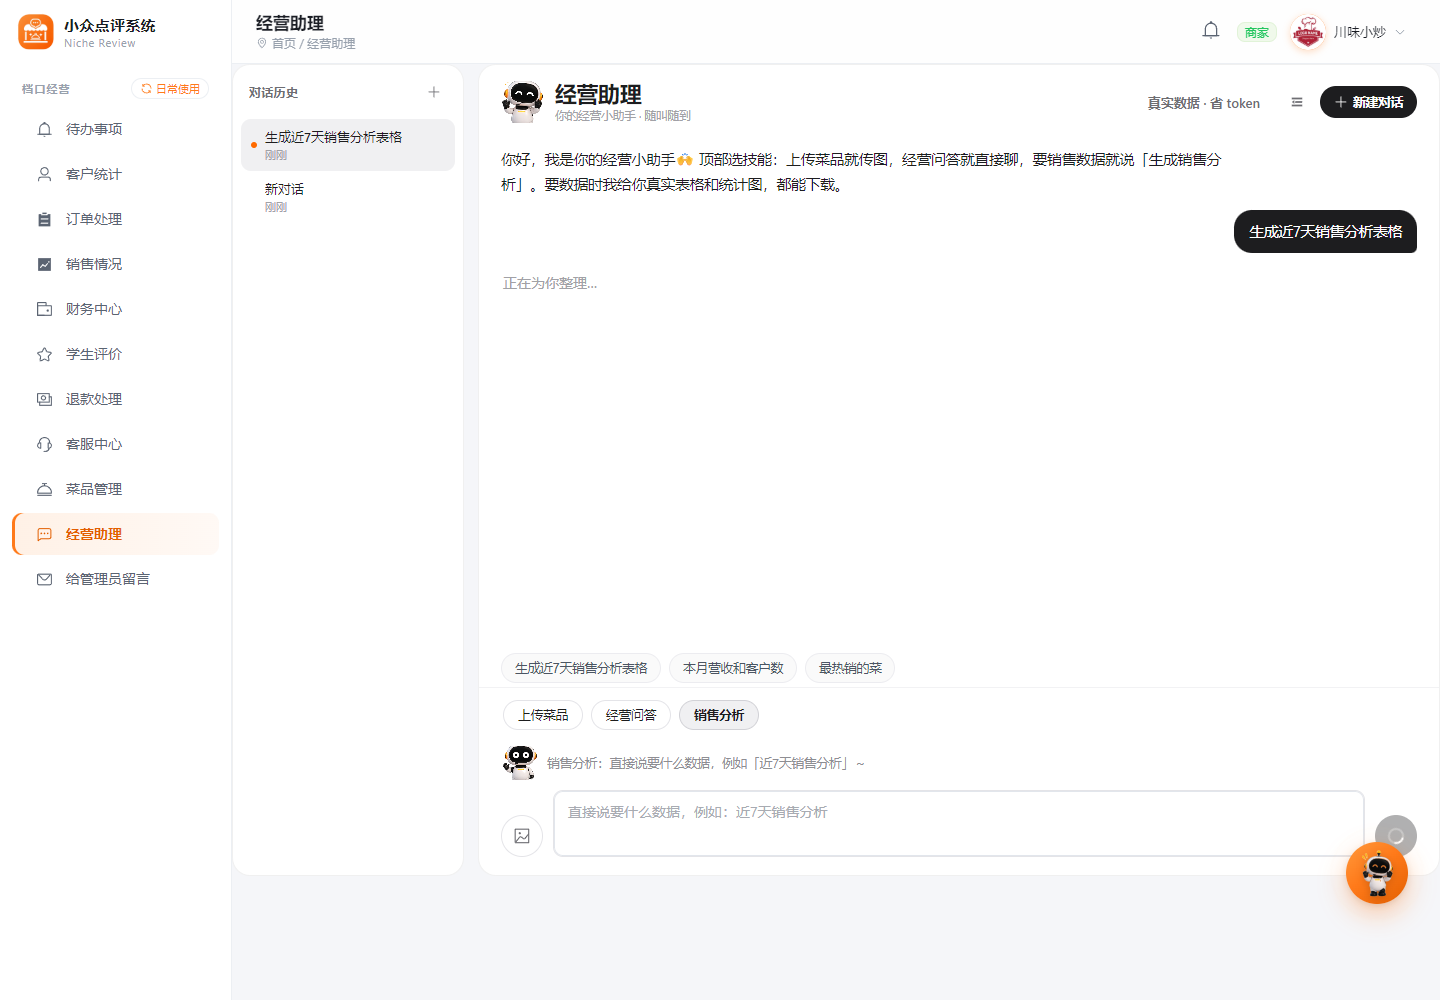 小众点评系统
Niche Review
档口经营
日常使用
待办事项
客户统计
订单处理
销售情况
财务中心
学生评价
退款处理
客服中心
菜品管理
经营助理
给管理员留言
经营助理
首页 / 经营助理
商家
川味小炒
对话历史
生成近7天销售分析表格
刚刚
新对话
刚刚
经营助理
你的经营小助手 · 随叫随到
真实数据 · 省 token
新建对话
你好，我是你的经营小助手🙌 顶部选技能：上传菜品就传图，经营问答就直接聊，要销售数据就说「生成销售分
析」。要数据时我给你真实表格和统计图，都能下载。
生成近7天销售分析表格
正在为你整理...
生成近7天销售分析表格
本月营收和客户数
最热销的菜
上传菜品
经营问答
销售分析
销售分析：直接说要什么数据，例如「近7天销售分析」～
直接说要什么数据，例如：近7天销售分析